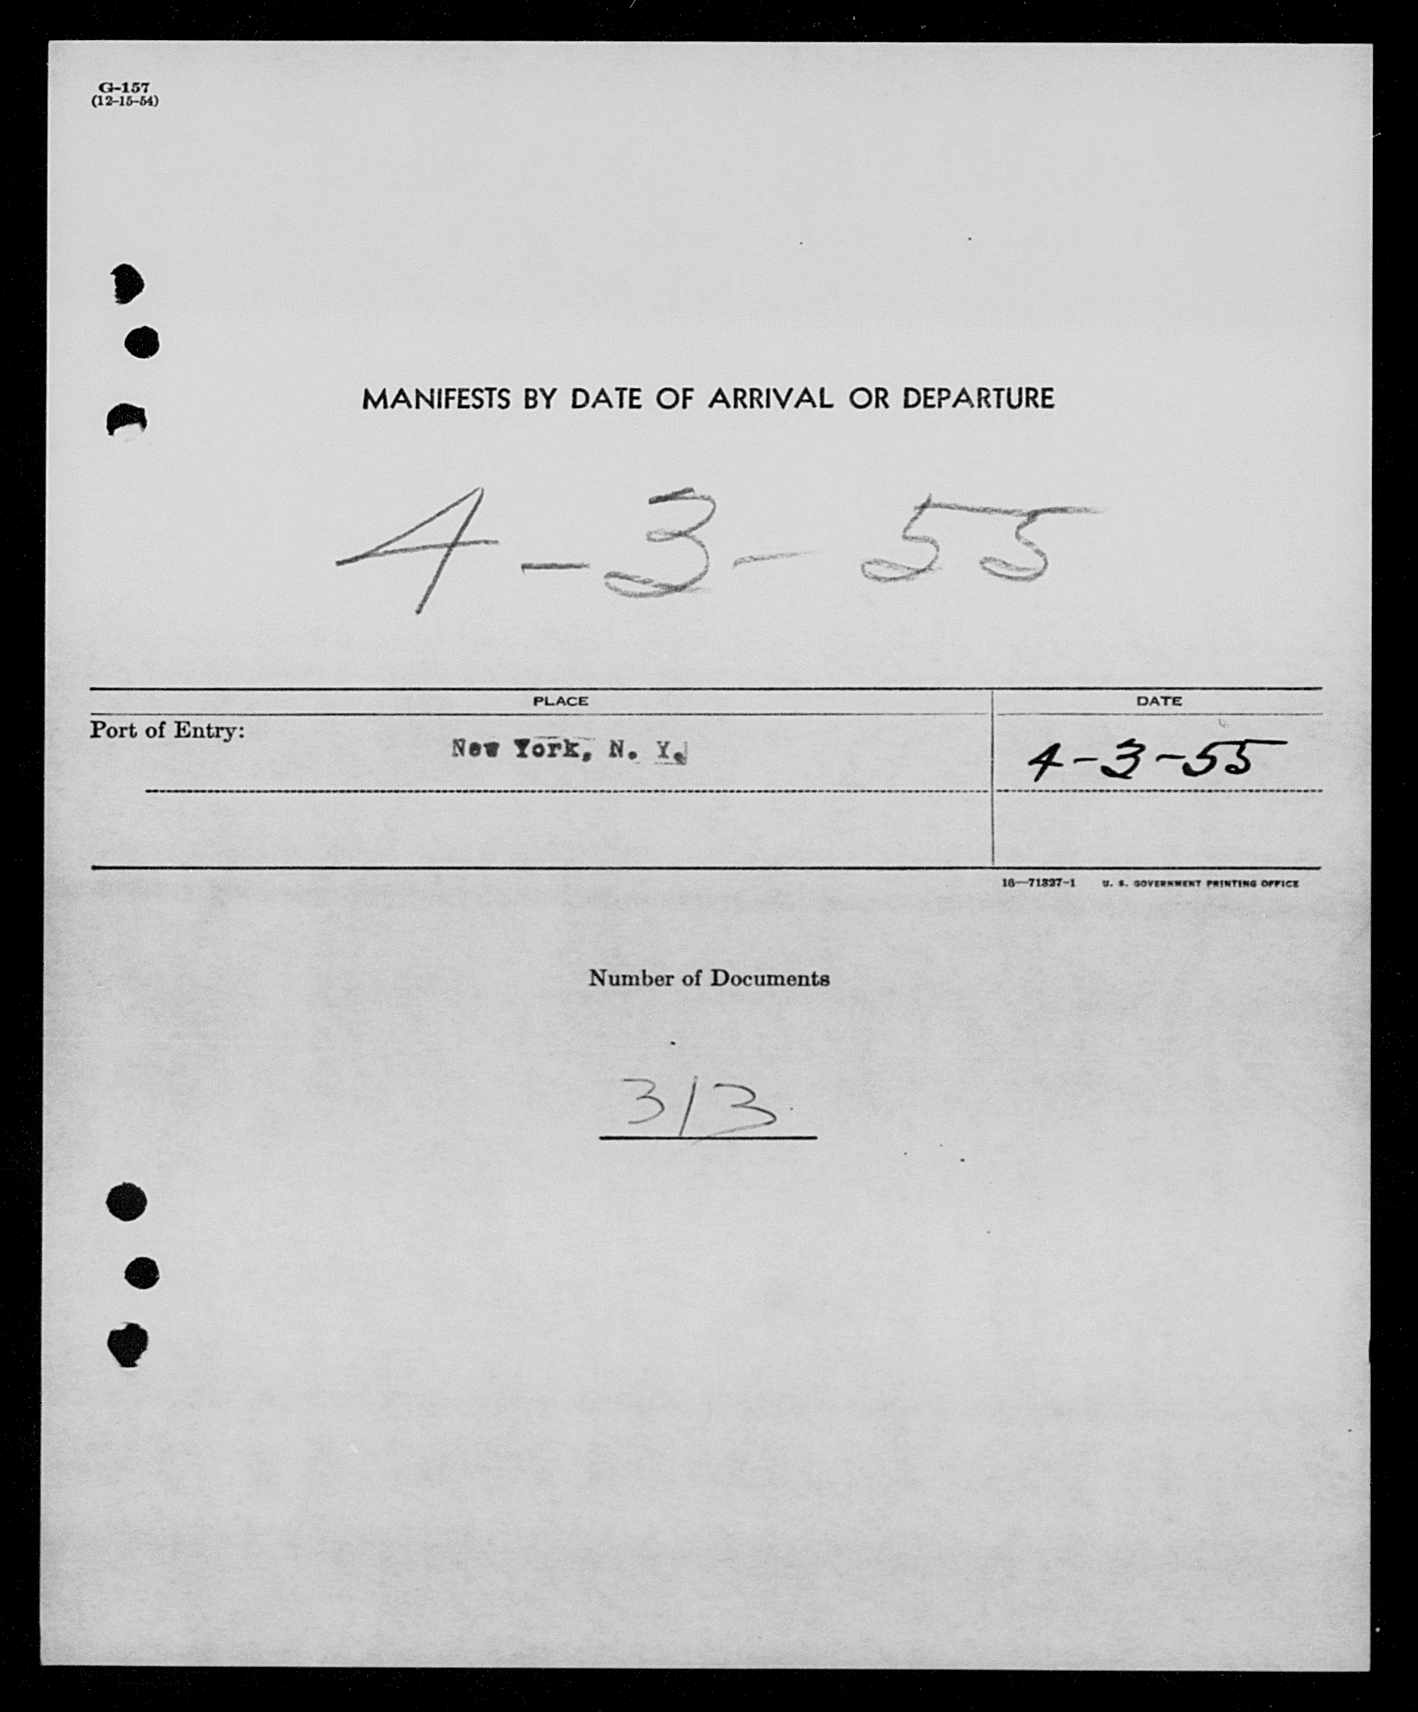 G-157
(12-15-54)
MANIFESTS BY DATE OF ARRIVAL OR DEPARTURE
4-3-55
PLACE
DATE
Port of Entry:
New York, N. Y.
4-3-55
16—71327-1 U. S. GOVERNMENT PRINTING OFFICE
Number of Documents
313